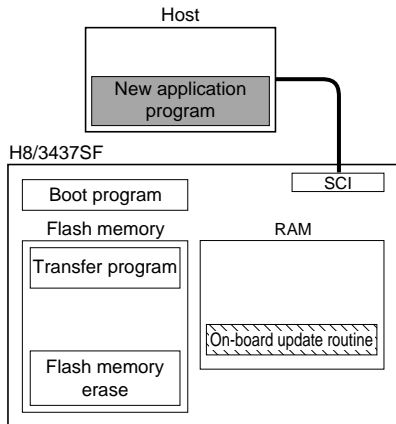 Host
New application
program
H8/3437SF
SCI
Boot program
Flash memory
RAM
Transfer program
On-board update routine
Flash memory
erase